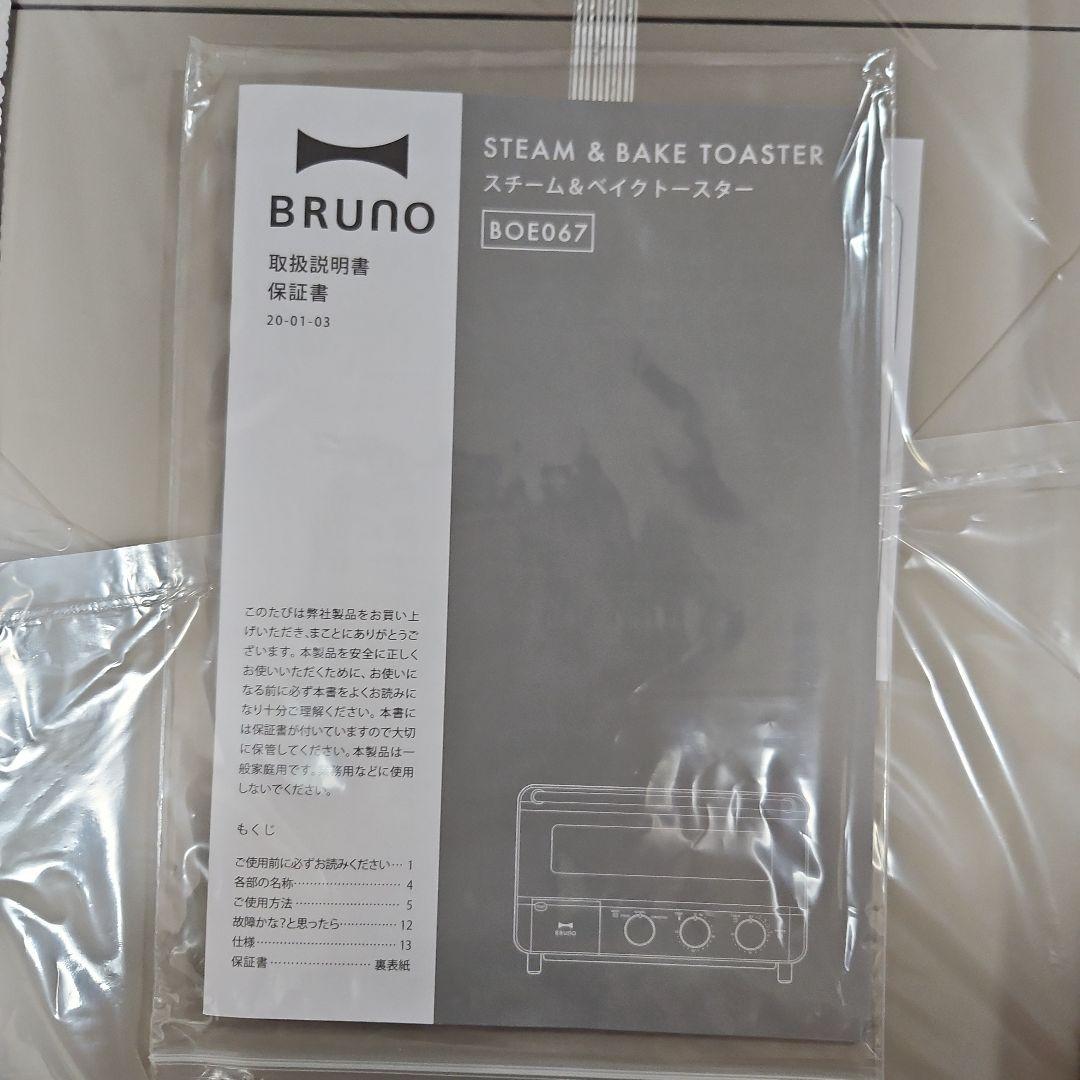 BRUNO
取扱説明書
保証書
20-01-03
STEAM & BAKE TOASTER
スチーム&ベイクトースター
BOE067
このたびは弊社製品をお買い上
げいただき、まことにありがとうご
ざいます。本製品を安全に正しく
お使いいただくために、お使いに
なる前に必ず本書をよくお読みに
なり十分ご理解ください。本書に
は保証書が付いていますので大切
に保管してください。本製品は一
般家庭用です。業務用などに使用
しないでください。
もくじ
ご使用前に必ずお読みください… 1
各部の名称………………………… 4
ご使用方法………………………… 5
故障かな?と思ったら…………… 12
仕様………………………………… 13
保証書……………………… 裏表紙
BRUNO